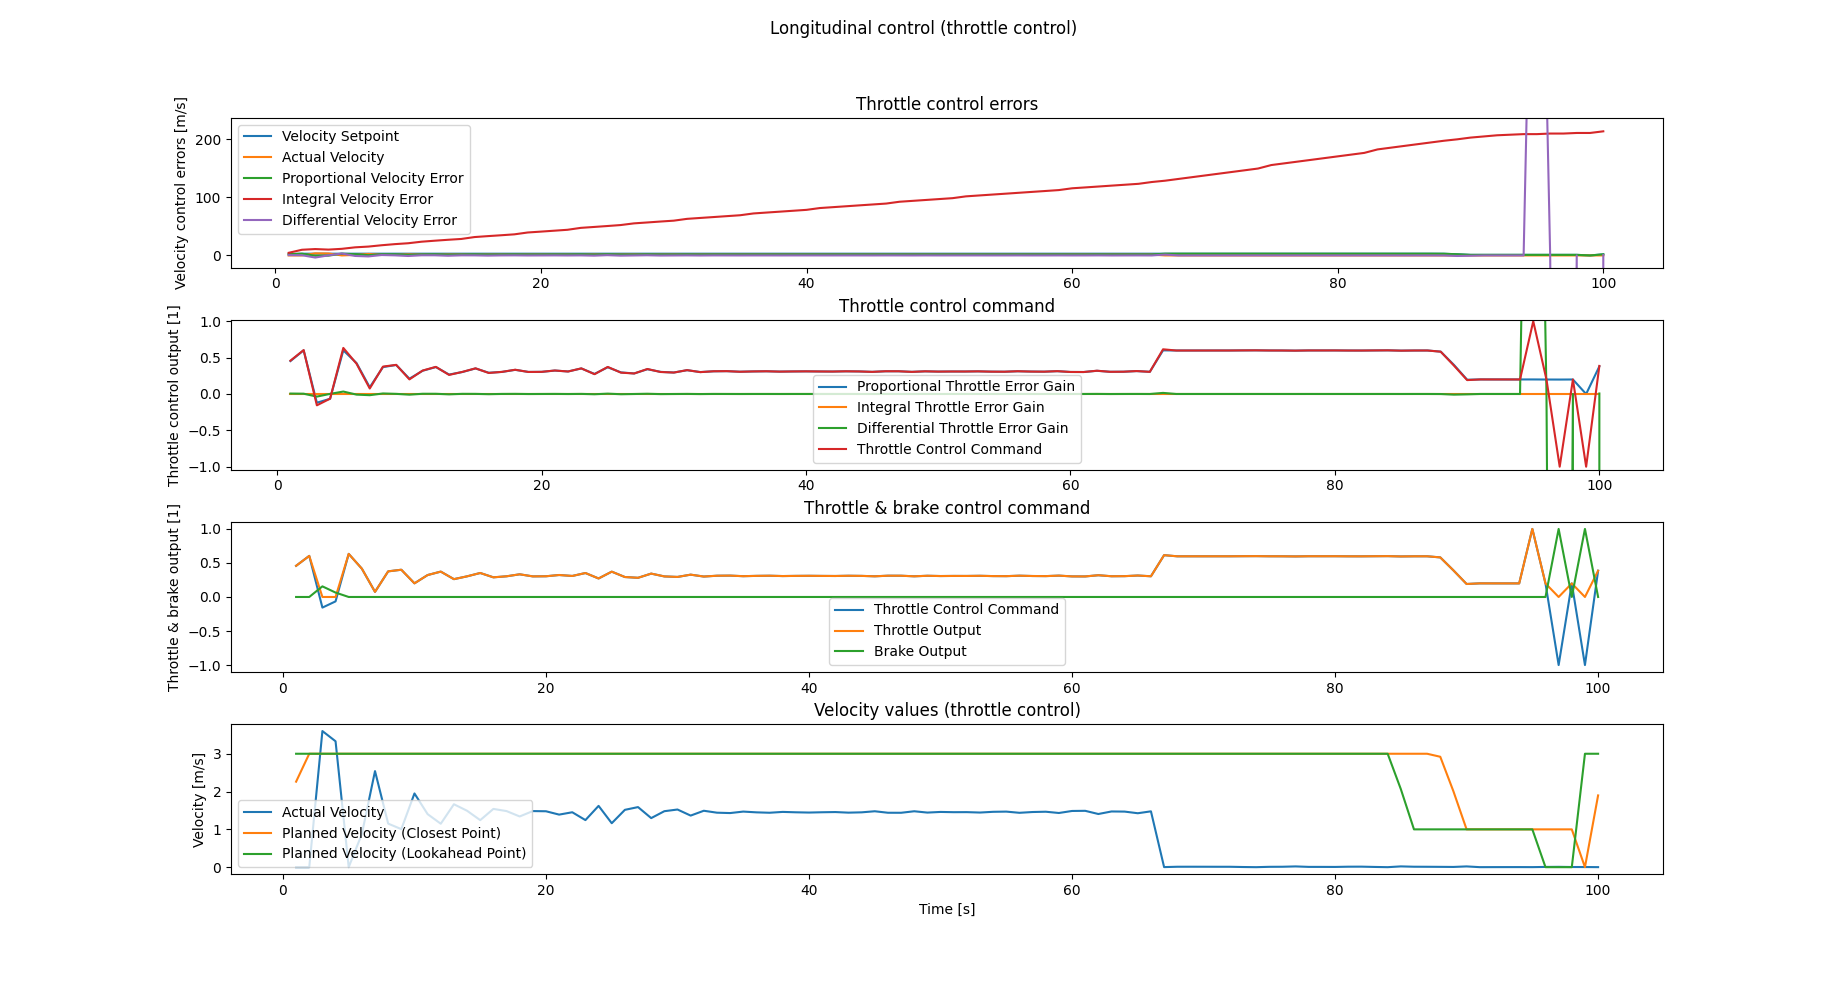 Longitudinal control (throttle control)
Throttle control errors
Velocity control errors [m/s]
200
100
0
Velocity Setpoint
Actual Velocity
Proportional Velocity Error
Integral Velocity Error
Differential Velocity Error
0 20 40 60 80 100
Throttle control command
Throttle control output [1]
1.0
0.5
0.0
−0.5
−1.0
Proportional Throttle Error Gain
Integral Throttle Error Gain
Differential Throttle Error Gain
Throttle Control Command
0 20 40 60 80 100
Throttle & brake control command
Throttle & brake output [1]
1.0
0.5
0.0
−0.5
−1.0
Throttle Control Command
Throttle Output
Brake Output
0 20 40 60 80 100
Velocity values (throttle control)
Velocity [m/s]
3
2
1
0
Actual Velocity
Planned Velocity (Closest Point)
Planned Velocity (Lookahead Point)
0 20 40 60 80 100
Time [s]